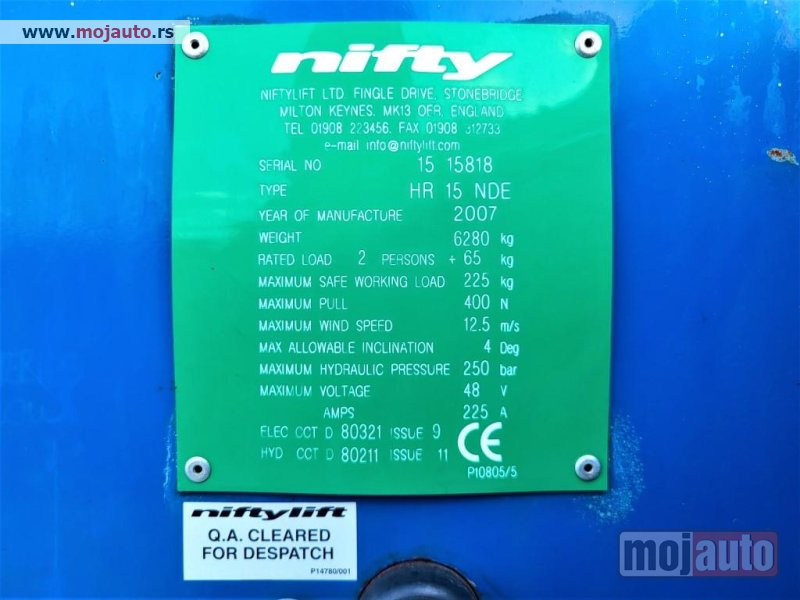 www.mojauto.rs
nifty
NIFTYLIFT LTD. FINGLE DRIVE. STONEBRIDGE
MILTON KEYNES. MK13 OER. ENGLAND
TEL 01908 223456. FAX 01908 312733
e-mail info@niftylift.com
SERIAL NO 15 15818
TYPE HR 15 NDE
YEAR OF MANUFACTURE 2007
WEIGHT 6280 kg
RATED LOAD 2 PERSONS + 65 kg
MAXIMUM SAFE WORKING LOAD 225 kg
MAXIMUM PULL 400 N
MAXIMUM WIND SPEED 12.5 m/s
MAX ALLOWABLE INCLINATION 4 Deg
MAXIMUM HYDRAULIC PRESSURE 250 bar
MAXIMUM VOLTAGE 48 V
AMPS 225 A
ELEC CCT D 80321 ISSUE 9
HYD CCT D 80211 ISSUE 11
CE
P10805/5
niftylift
Q.A. CLEARED
FOR DESPATCH
P14780/001
mojauto